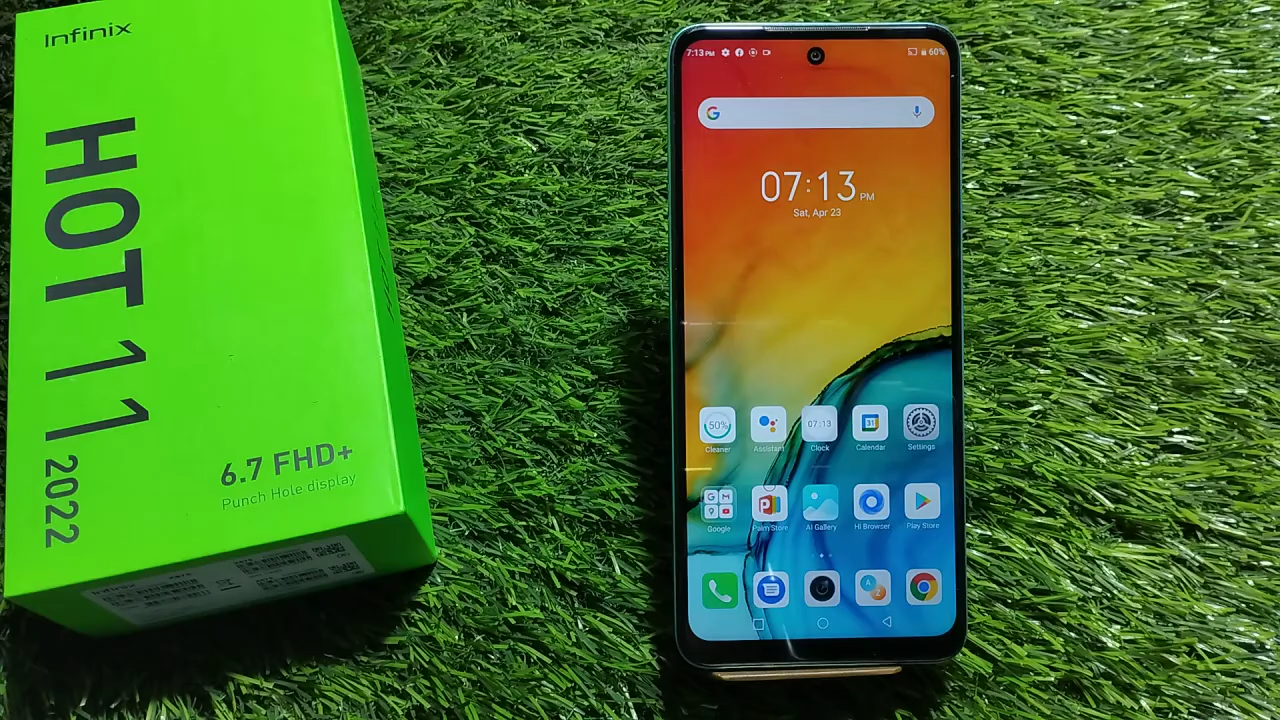 Infinix
HOT 11
2022
6.7 FHD+
Punch Hole display
7:13 PM
60%
07:13 PM
Sat, Apr 23
50%
07:13
31
Cleaner
Assistant
Clock
Calendar
Settings
Google
Palm Store
AI Gallery
Hi Browser
Play Store